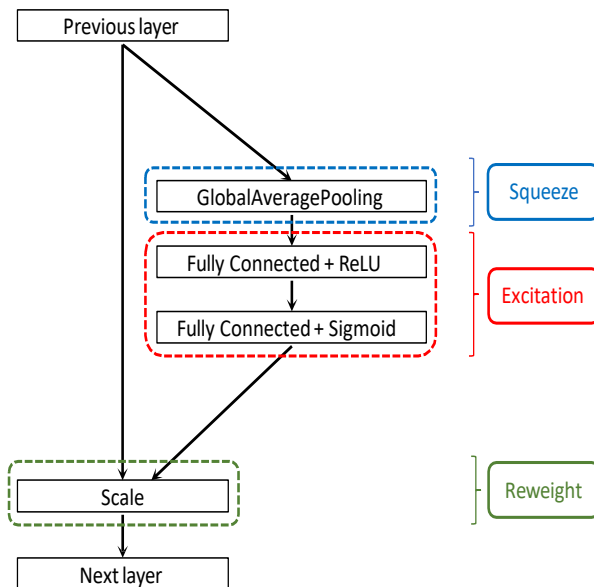 Previous layer
GlobalAveragePooling
Squeeze
Fully Connected + ReLU
Excitation
Fully Connected + Sigmoid
Scale
Reweight
Next layer